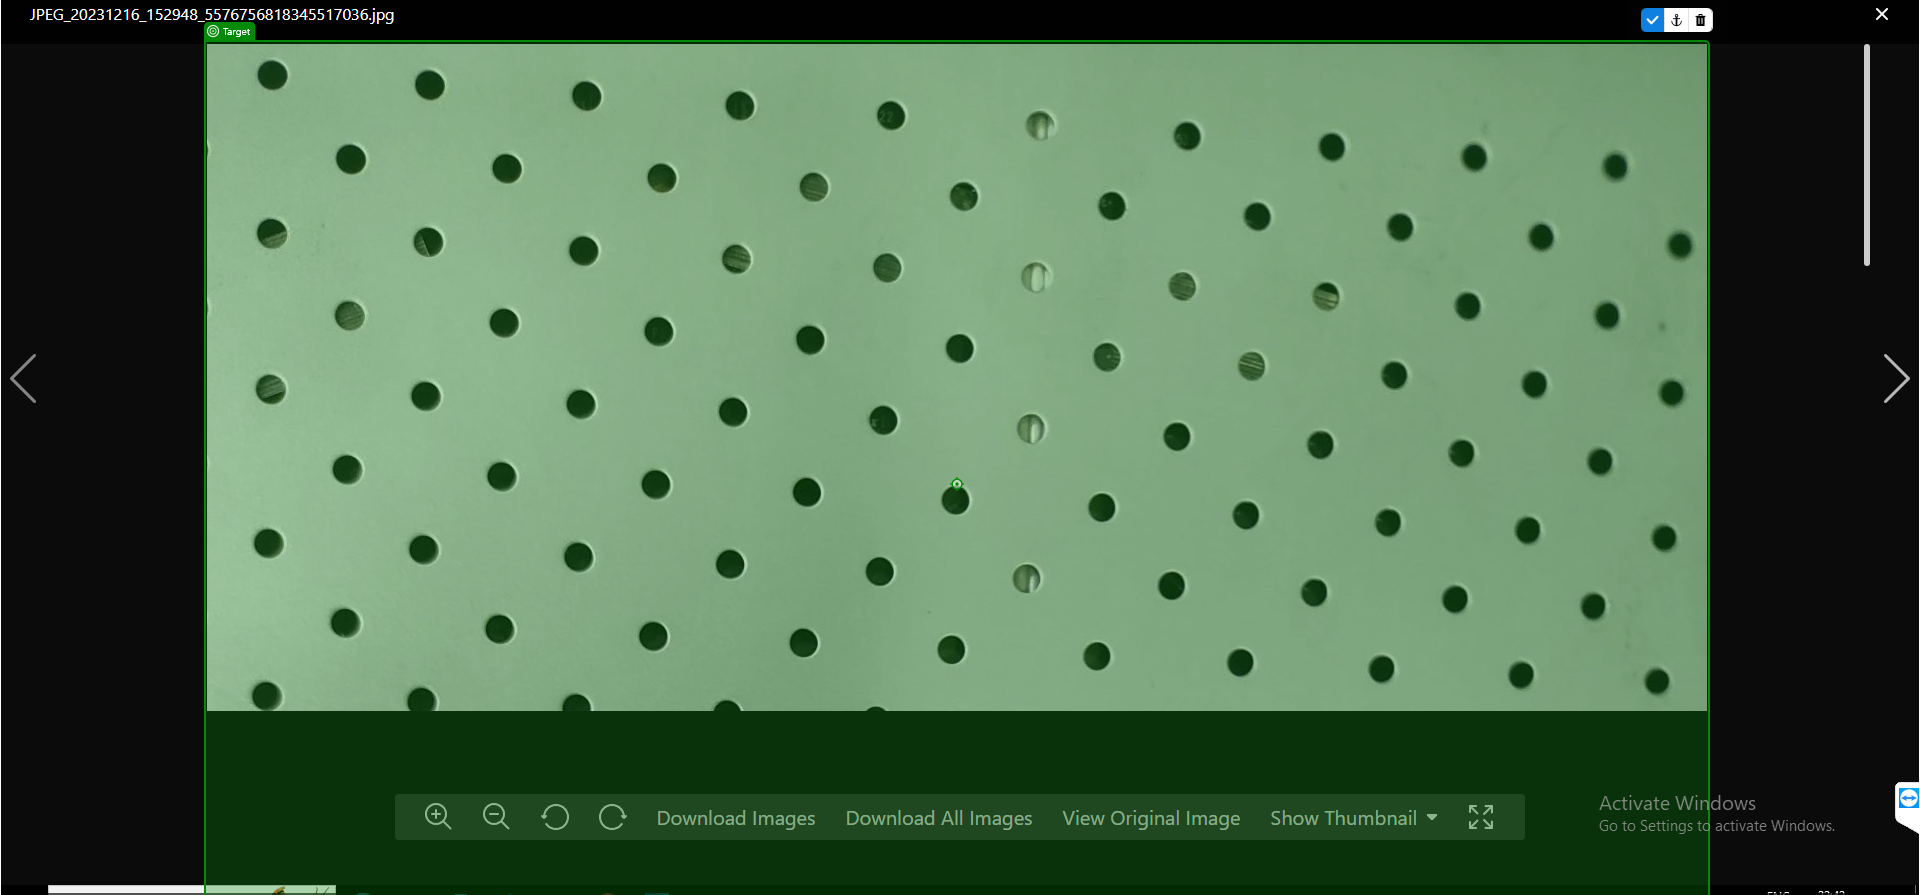 JPEG_20231216_152948_5576756818345517036.jpg
Target
22
Download Images
Download All Images
View Original Image
Show Thumbnail
Activate Windows
Go to Settings to activate Windows.